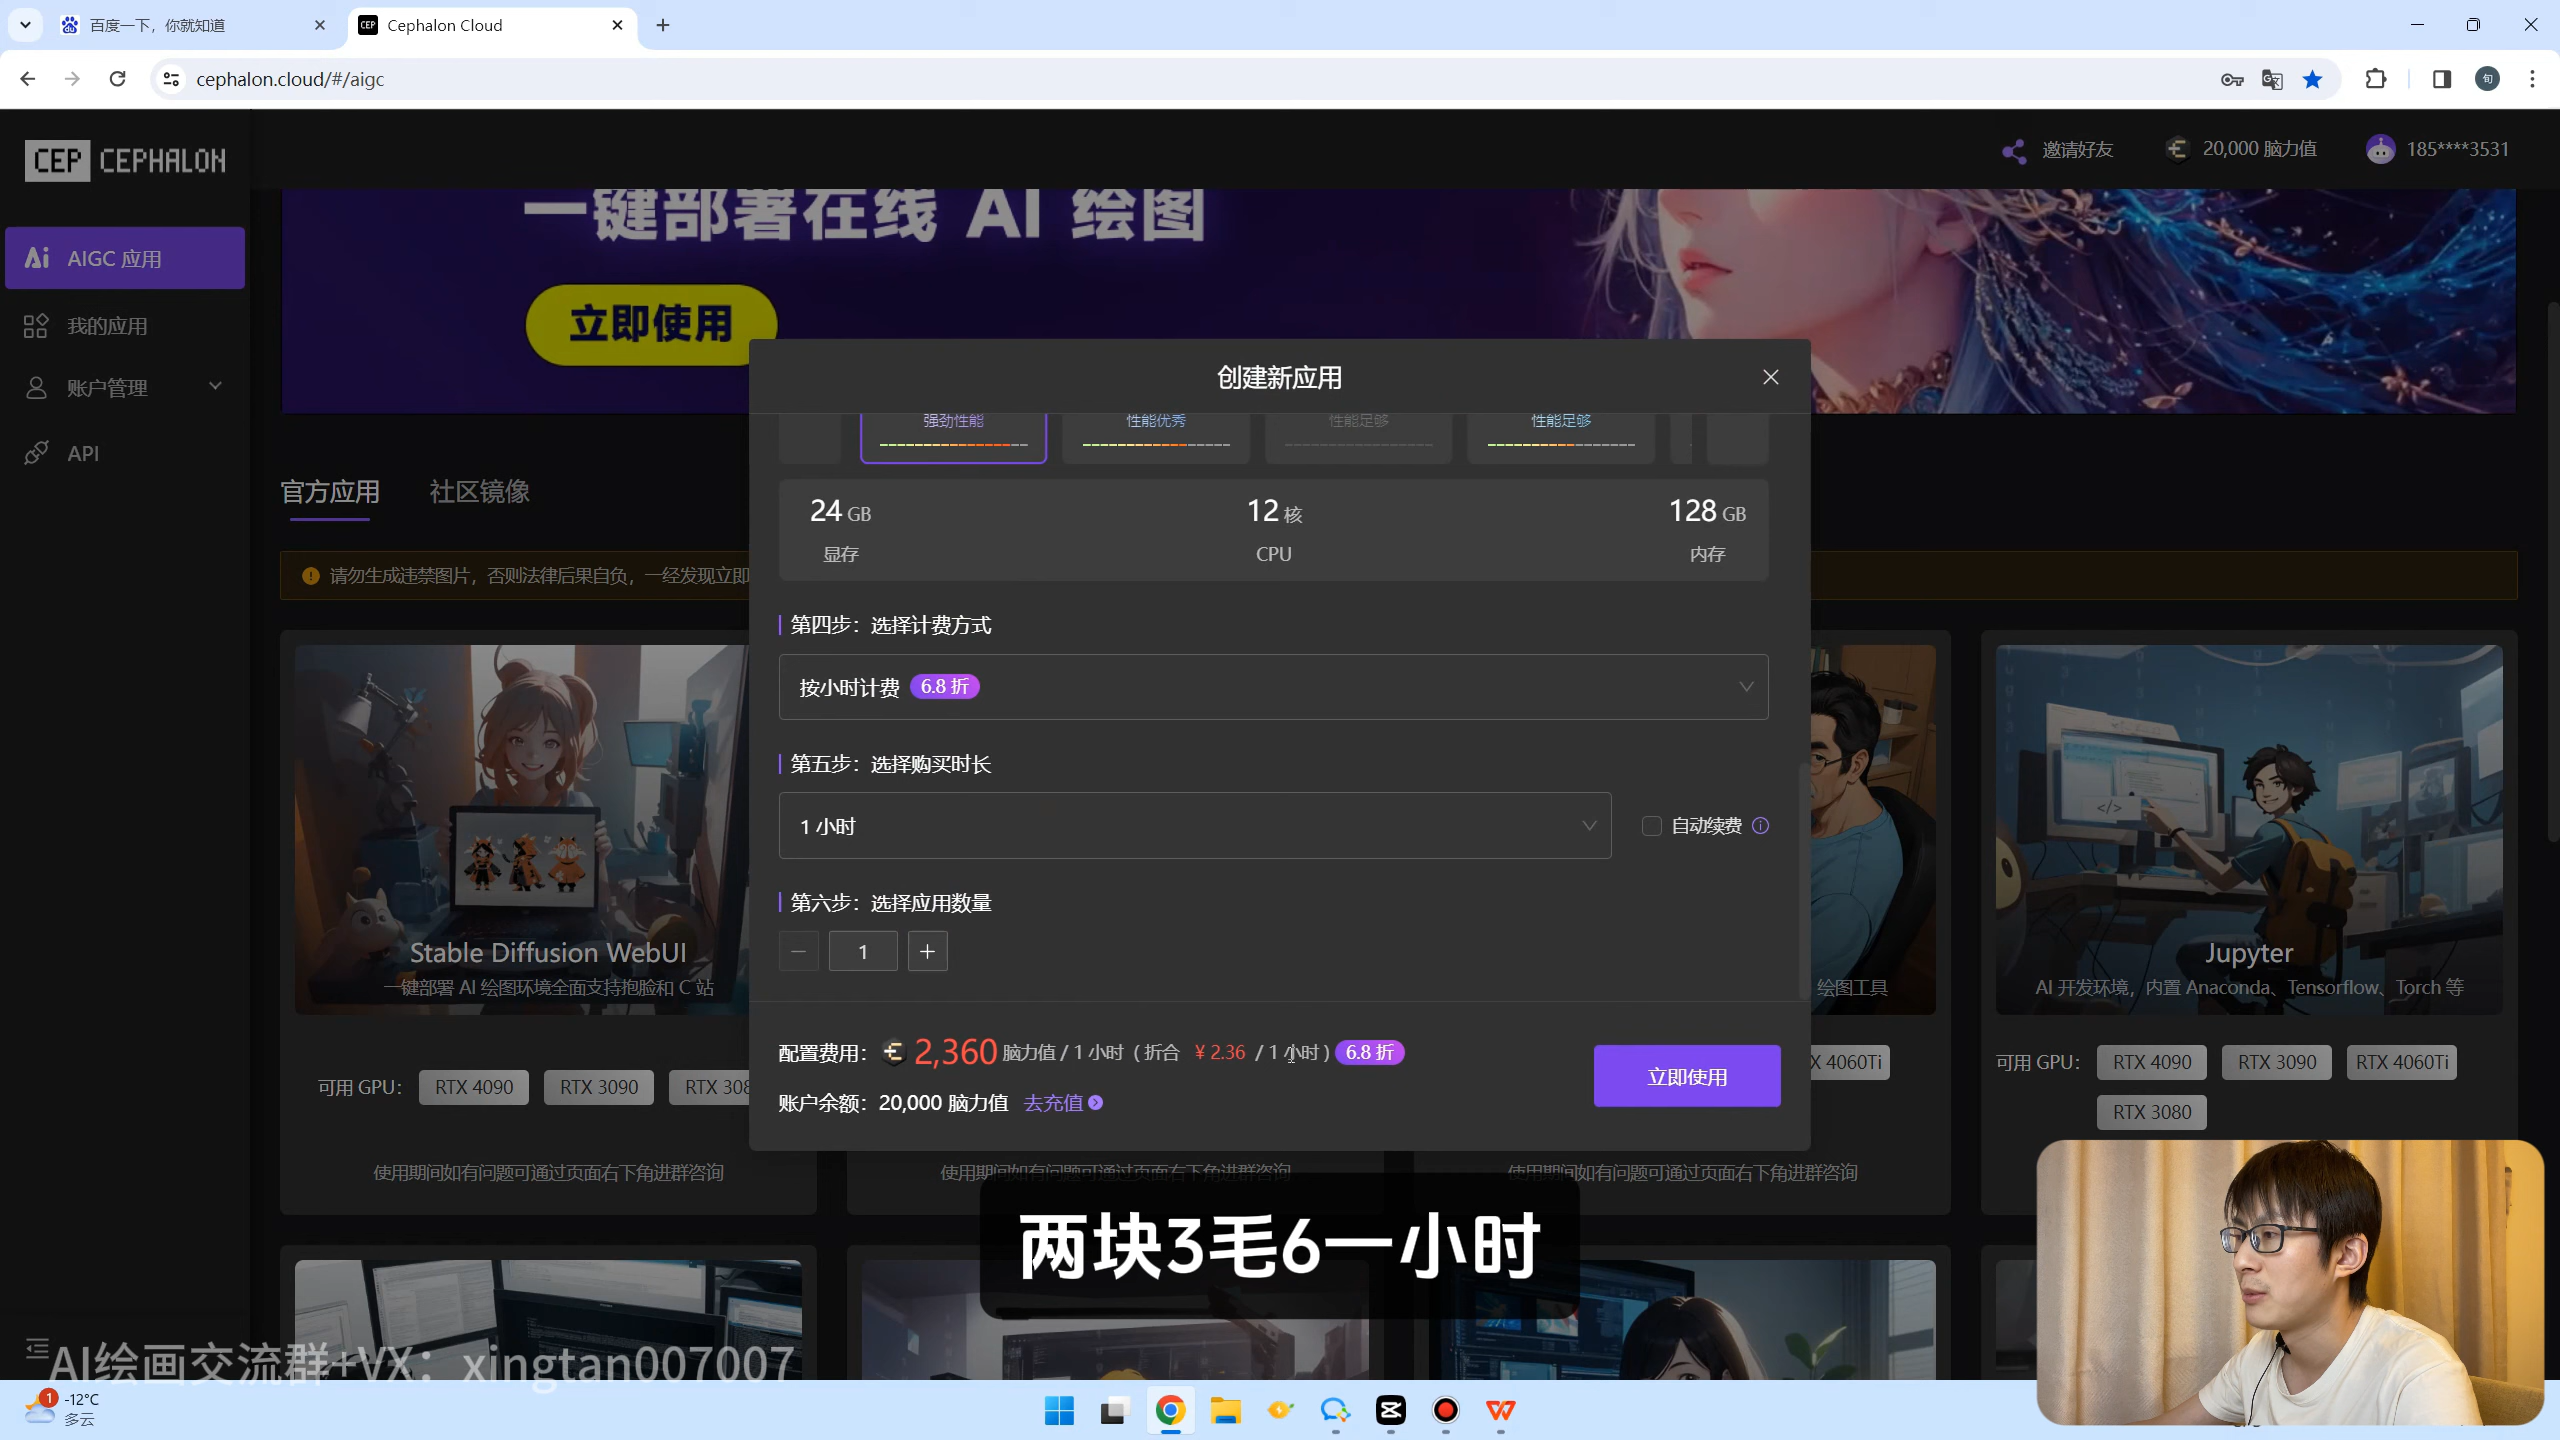 百度一下，你就知道
CEP
Cephalon Cloud
cephalon.cloud/#/aigc
旬
CEP CEPHALON
邀请好友
20,000 脑力值
185****3531
一键部署在线 AI 绘图
立即使用
Ai AIGC 应用
我的应用
账户管理
API
官方应用
社区镜像
请勿生成违禁图片，否则法律后果自负，一经发现立即
创建新应用
强劲性能
性能优秀
性能足够
性能足够
24 GB
12 核
128 GB
显存
CPU
内存
第四步：选择计费方式
按小时计费 6.8 折
第五步：选择购买时长
1 小时
自动续费
第六步：选择应用数量
1
配置费用： 2,360 脑力值 / 1 小时 ( 折合 ¥ 2.36 / 1 小时 ) 6.8 折
账户余额：20,000 脑力值 去充值
立即使用
Stable Diffusion WebUI
一键部署 AI 绘图环境全面支持抱脸和 C 站
可用 GPU： RTX 4090 RTX 3090 RTX 308
使用期间如有问题可通过页面右下角进群咨询
使用期间如有问题可通过页面右下角进群咨询
绘图工具
X 4060Ti
使用期间如有问题可通过页面右下角进群咨询
Jupyter
AI 开发环境，内置 Anaconda、Tensorflow、Torch 等
可用 GPU： RTX 4090 RTX 3090 RTX 4060Ti
RTX 3080
两块3毛6一小时
AI绘画交流群+VX：xingtan007007
1
-12°C
多云